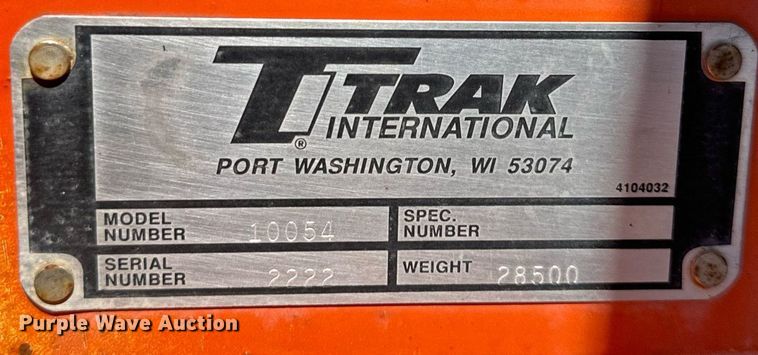 TRAK
INTERNATIONAL
®
PORT WASHINGTON, WI 53074
4104032
MODEL NUMBER 10054
SPEC. NUMBER
SERIAL NUMBER 2222
WEIGHT 28500
Purple Wave Auction